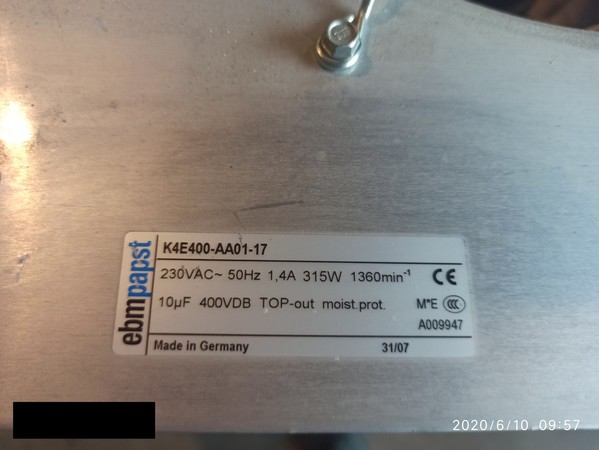 ebmpapst
K4E400-AA01-17
230VAC~ 50Hz 1,4A 315W 1360min⁻¹ CE
10µF 400VDB TOP-out moist.prot. M*E CCC
A009947
Made in Germany 31/07
2020/6/10 09:57